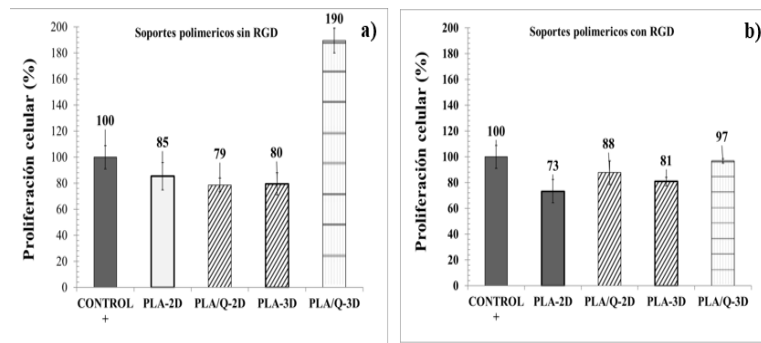 Soportes polimericos sin RGD
a)
Proliferación celular (%)
200
180
160
140
120
100
80
60
40
20
0
100
85
79
80
190
CONTROL
+
PLA-2D
PLA/Q-2D
PLA-3D
PLA/Q-3D
Soportes polimericos con RGD
b)
Proliferación celular (%)
200
180
160
140
120
100
80
60
40
20
0
100
73
88
81
97
CONTROL
+
PLA-2D
PLA/Q-2D
PLA-3D
PLA/Q-3D